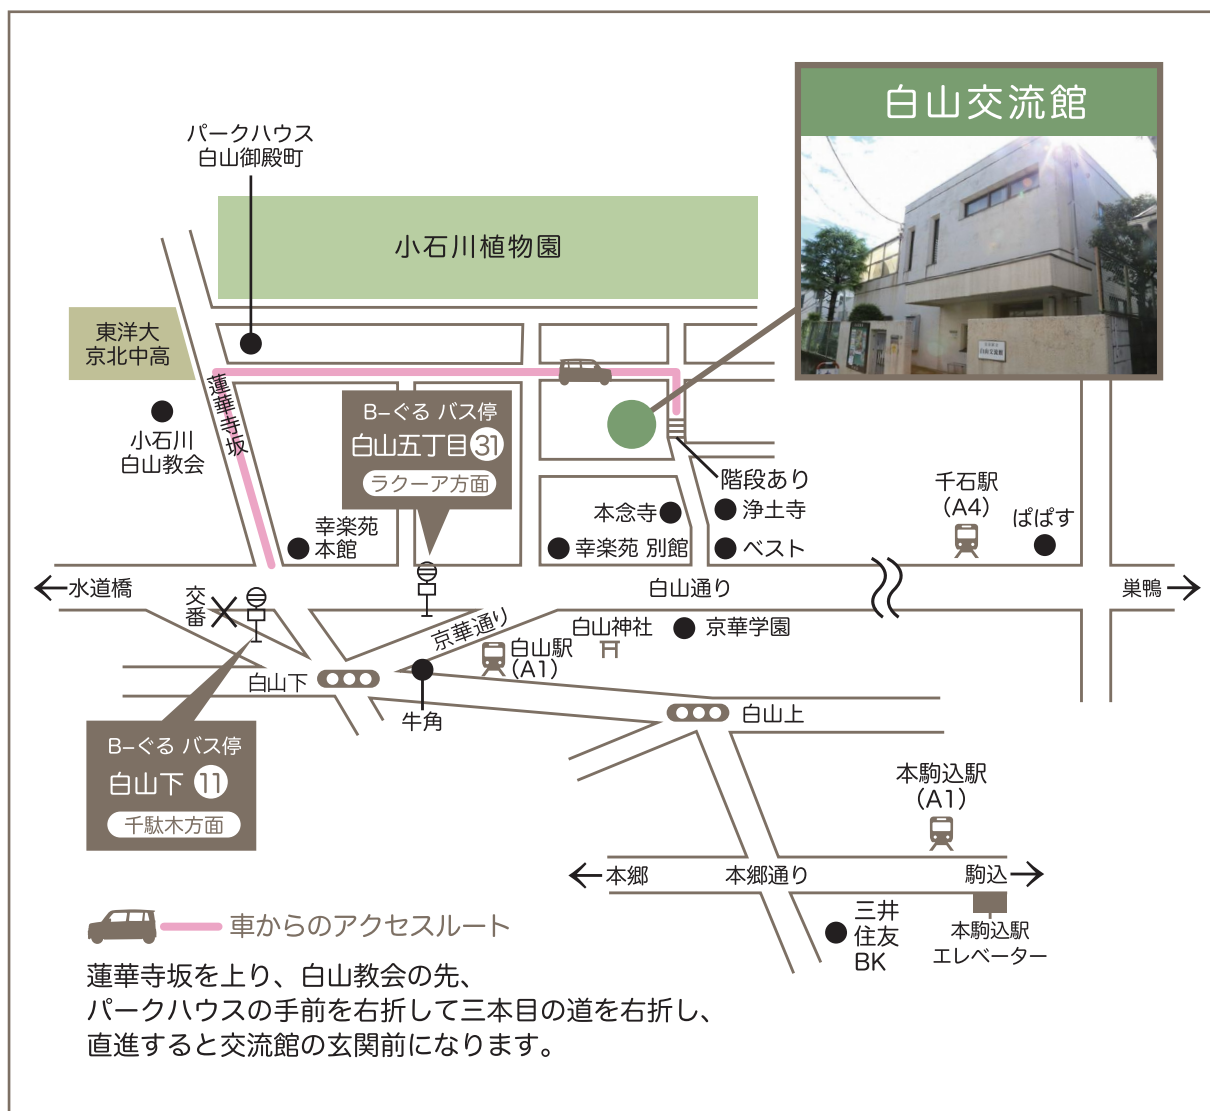 白山交流館
パークハウス
白山御殿町
小石川植物園
東洋大
京北中高
蓮華寺坂
小石川
白山教会
B-ぐる バス停
白山五丁目 31
ラクーア方面
階段あり
千石駅
(A4)
ぱぱす
本念寺
浄土寺
幸楽苑
本館
幸楽苑 別館
ベスト
水道橋
交番
白山通り
巣鴨
京華通り
白山神社
京華学園
白山駅
(A1)
白山下
牛角
白山上
B-ぐる バス停
白山下 11
千駄木方面
本駒込駅
(A1)
本郷
本郷通り
駒込
三井
住友
BK
本駒込駅
エレベーター
車からのアクセスルート
蓮華寺坂を上り、白山教会の先、
パークハウスの手前を右折して三本目の道を右折し、
直進すると交流館の玄関前になります。